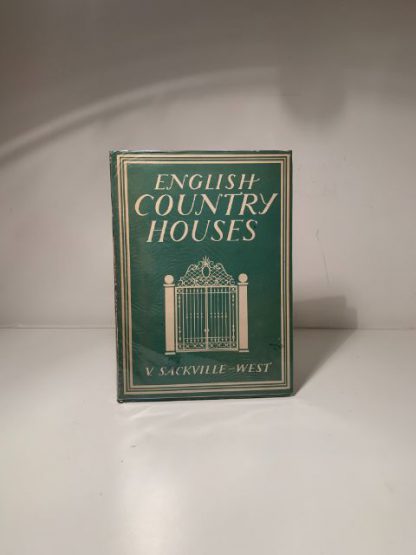 ENGLISH
COUNTRY
HOUSES
V. SACKVILLE-WEST